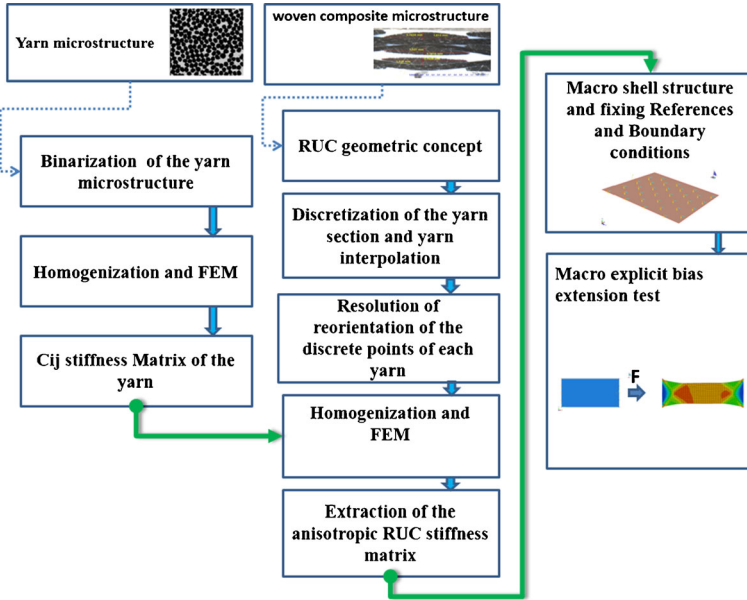 Yarn microstructure
Binarization of the yarn
microstructure
Homogenization and FEM
Cij stiffness Matrix of the
yarn
woven composite microstructure
RUC geometric concept
Discretization of the yarn
section and yarn
interpolation
Resolution of
reorientation of the
discrete points of each
yarn
Homogenization and
FEM
Extraction of the
anisotropic RUC stiffness
matrix
Macro shell structure
and fixing References
and Boundary
conditions
Macro explicit bias
extension test
F